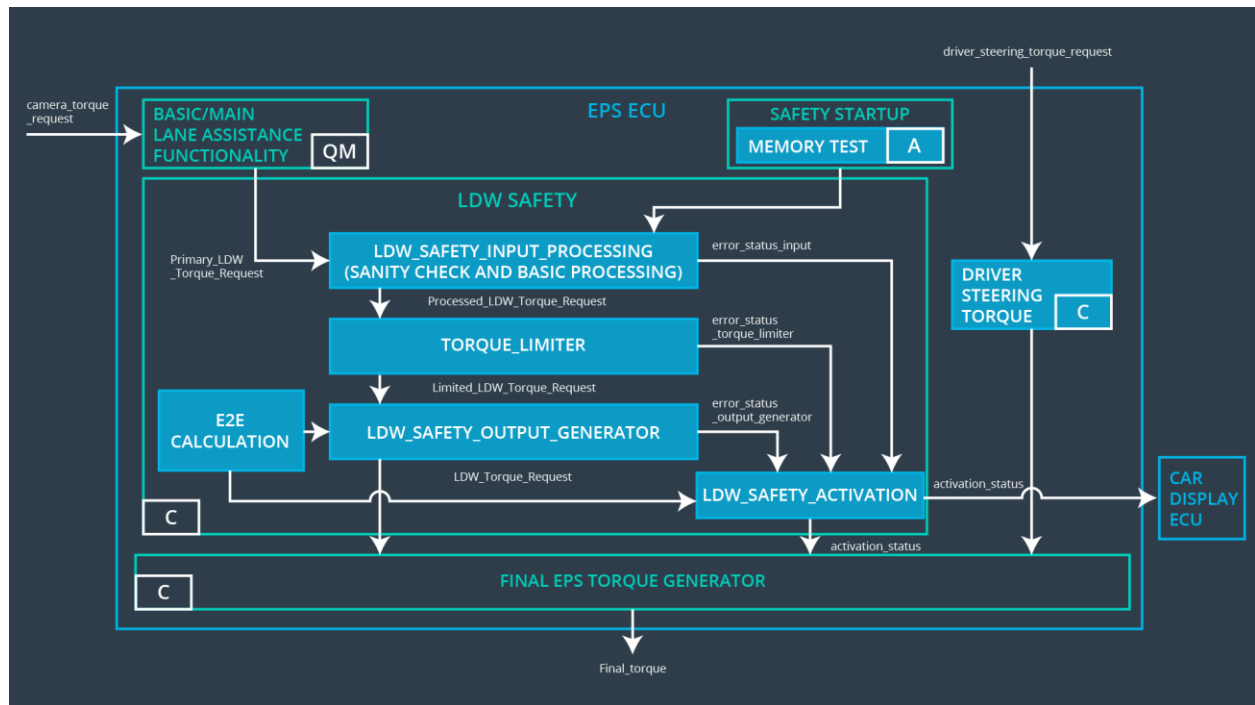 driver_steering_torque_request
camera_torque
_request
EPS ECU
BASIC/MAIN
LANE ASSISTANCE
FUNCTIONALITY
QM
SAFETY STARTUP
MEMORY TEST
A
LDW SAFETY
Primary_LDW
_Torque_Request
LDW_SAFETY_INPUT_PROCESSING
(SANITY CHECK AND BASIC PROCESSING)
error_status_input
DRIVER
STEERING
TORQUE
C
Processed_LDW_Torque_Request
TORQUE_LIMITER
error_status
_torque_limiter
Limited_LDW_Torque_Request
E2E
CALCULATION
LDW_SAFETY_OUTPUT_GENERATOR
error_status
_output_generator
LDW_Torque_Request
LDW_SAFETY_ACTIVATION
activation_status
CAR
DISPLAY
ECU
C
activation_status
FINAL EPS TORQUE GENERATOR
C
Final_torque